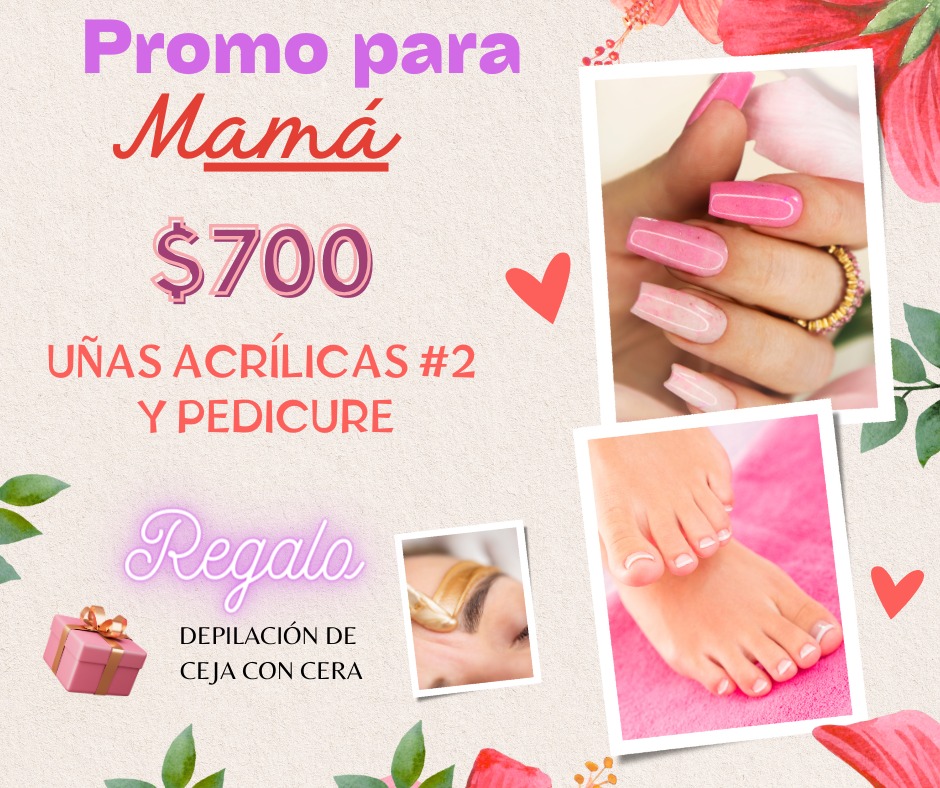 Promo para
Mamá
$700
UÑAS ACRÍLICAS #2
Y PEDICURE
Regalo
DEPILACIÓN DE
CEJA CON CERA